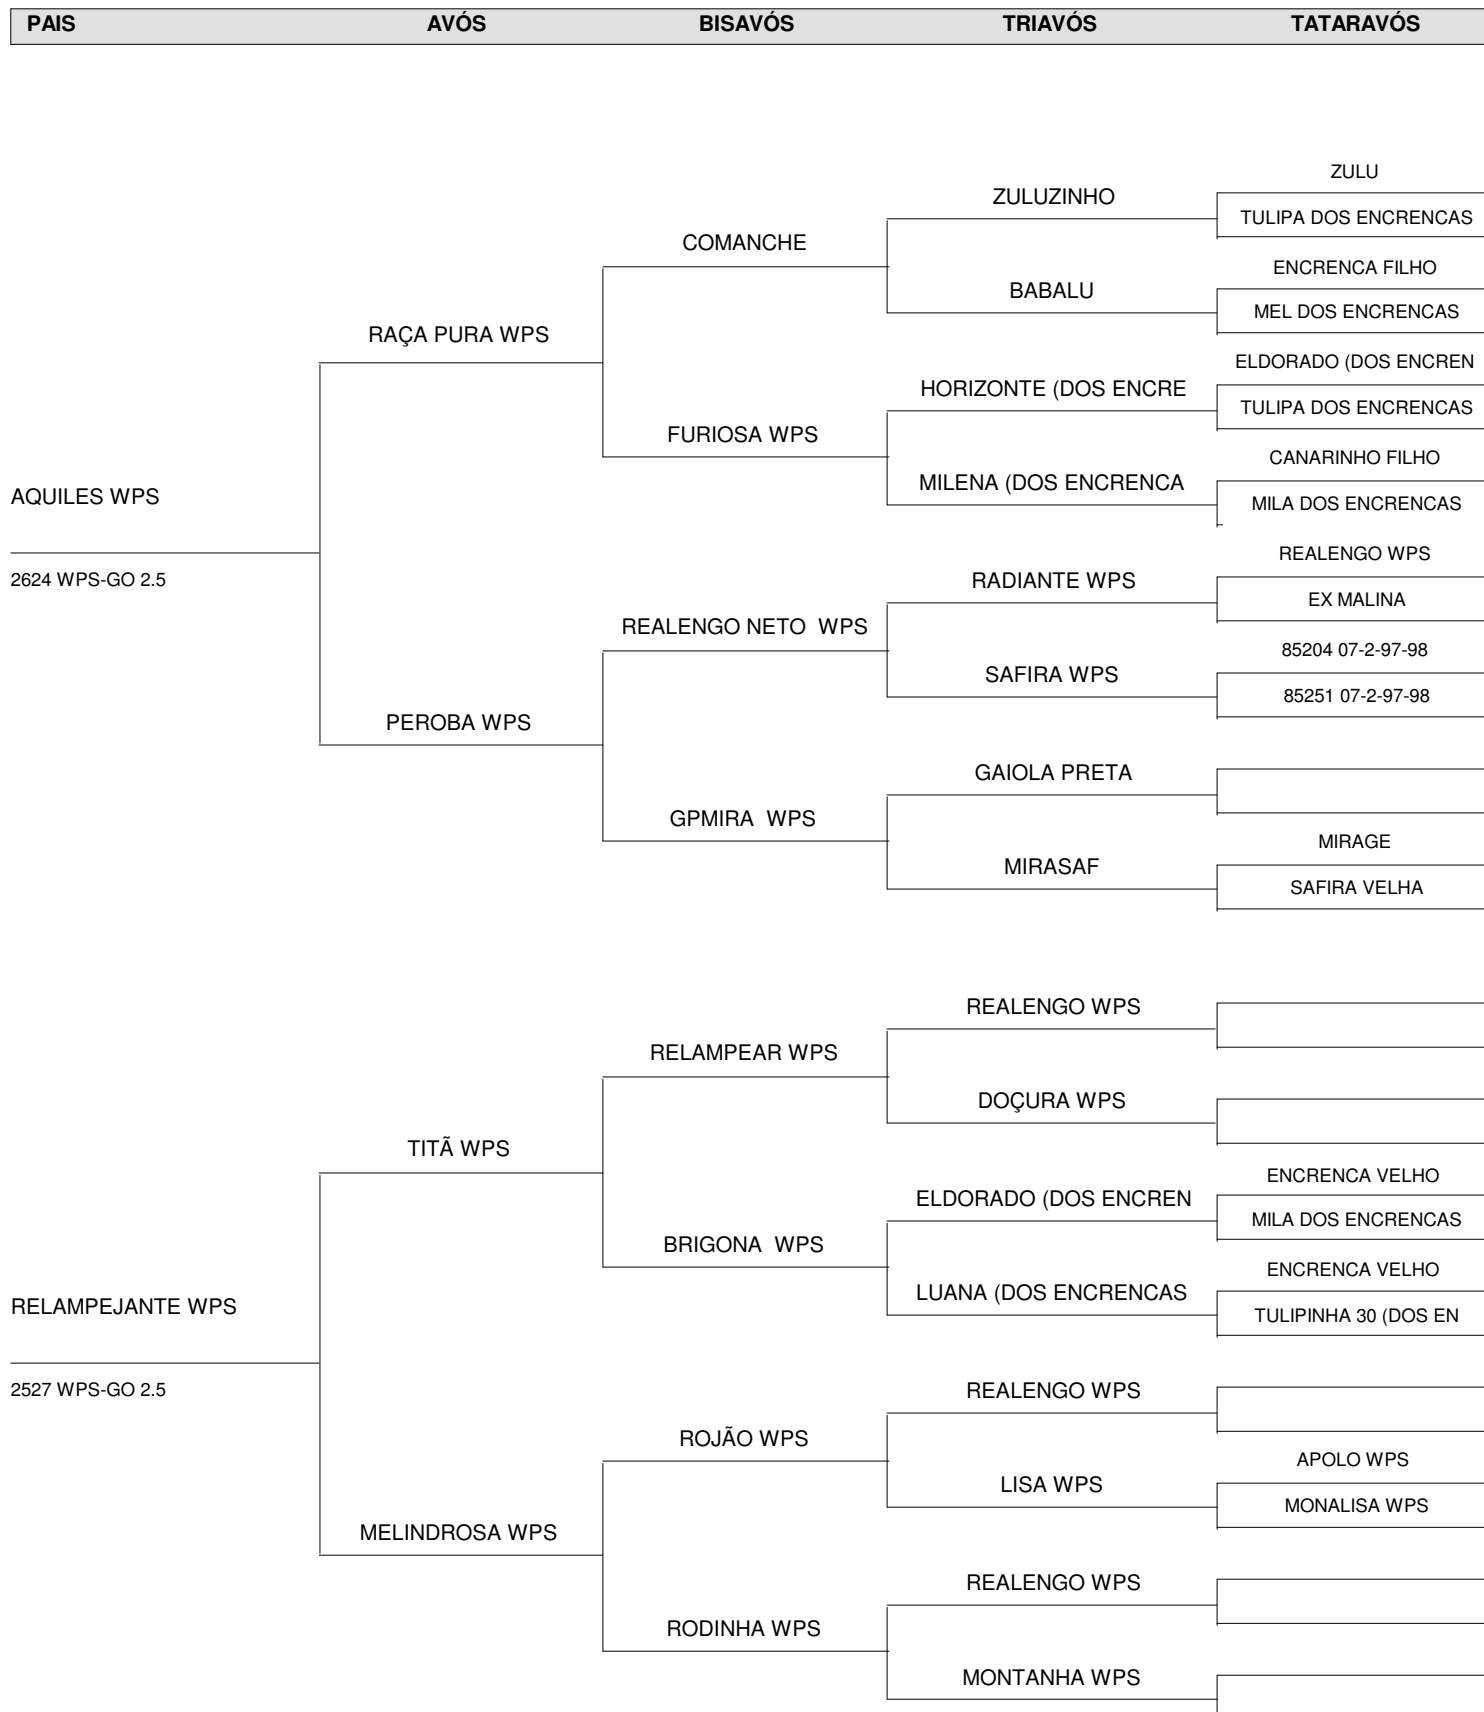 PAIS AVÓS BISAVÓS TRIAVÓS TATARAVÓS
ZULU
ZULUZINHO
TULIPA DOS ENCRENCAS
COMANCHE
ENCRENCA FILHO
BABALU
MEL DOS ENCRENCAS
RAÇA PURA WPS
ELDORADO (DOS ENCREN
HORIZONTE (DOS ENCRE
TULIPA DOS ENCRENCAS
FURIOSA WPS
CANARINHO FILHO
MILENA (DOS ENCRENCA
MILA DOS ENCRENCAS
AQUILES WPS
2624 WPS-GO 2.5
REALENGO WPS
RADIANTE WPS
EX MALINA
REALENGO NETO WPS
85204 07-2-97-98
SAFIRA WPS
85251 07-2-97-98
PEROBA WPS
GAIOLA PRETA
GPMIRA WPS
MIRAGE
MIRASAF
SAFIRA VELHA
REALENGO WPS
RELAMPEAR WPS
DOÇURA WPS
TITÃ WPS
ENCRENCA VELHO
ELDORADO (DOS ENCREN
MILA DOS ENCRENCAS
BRIGONA WPS
ENCRENCA VELHO
LUANA (DOS ENCRENCAS
TULIPINHA 30 (DOS EN
RELAMPEJANTE WPS
2527 WPS-GO 2.5
REALENGO WPS
ROJÃO WPS
APOLO WPS
LISA WPS
MONALISA WPS
MELINDROSA WPS
REALENGO WPS
RODINHA WPS
MONTANHA WPS